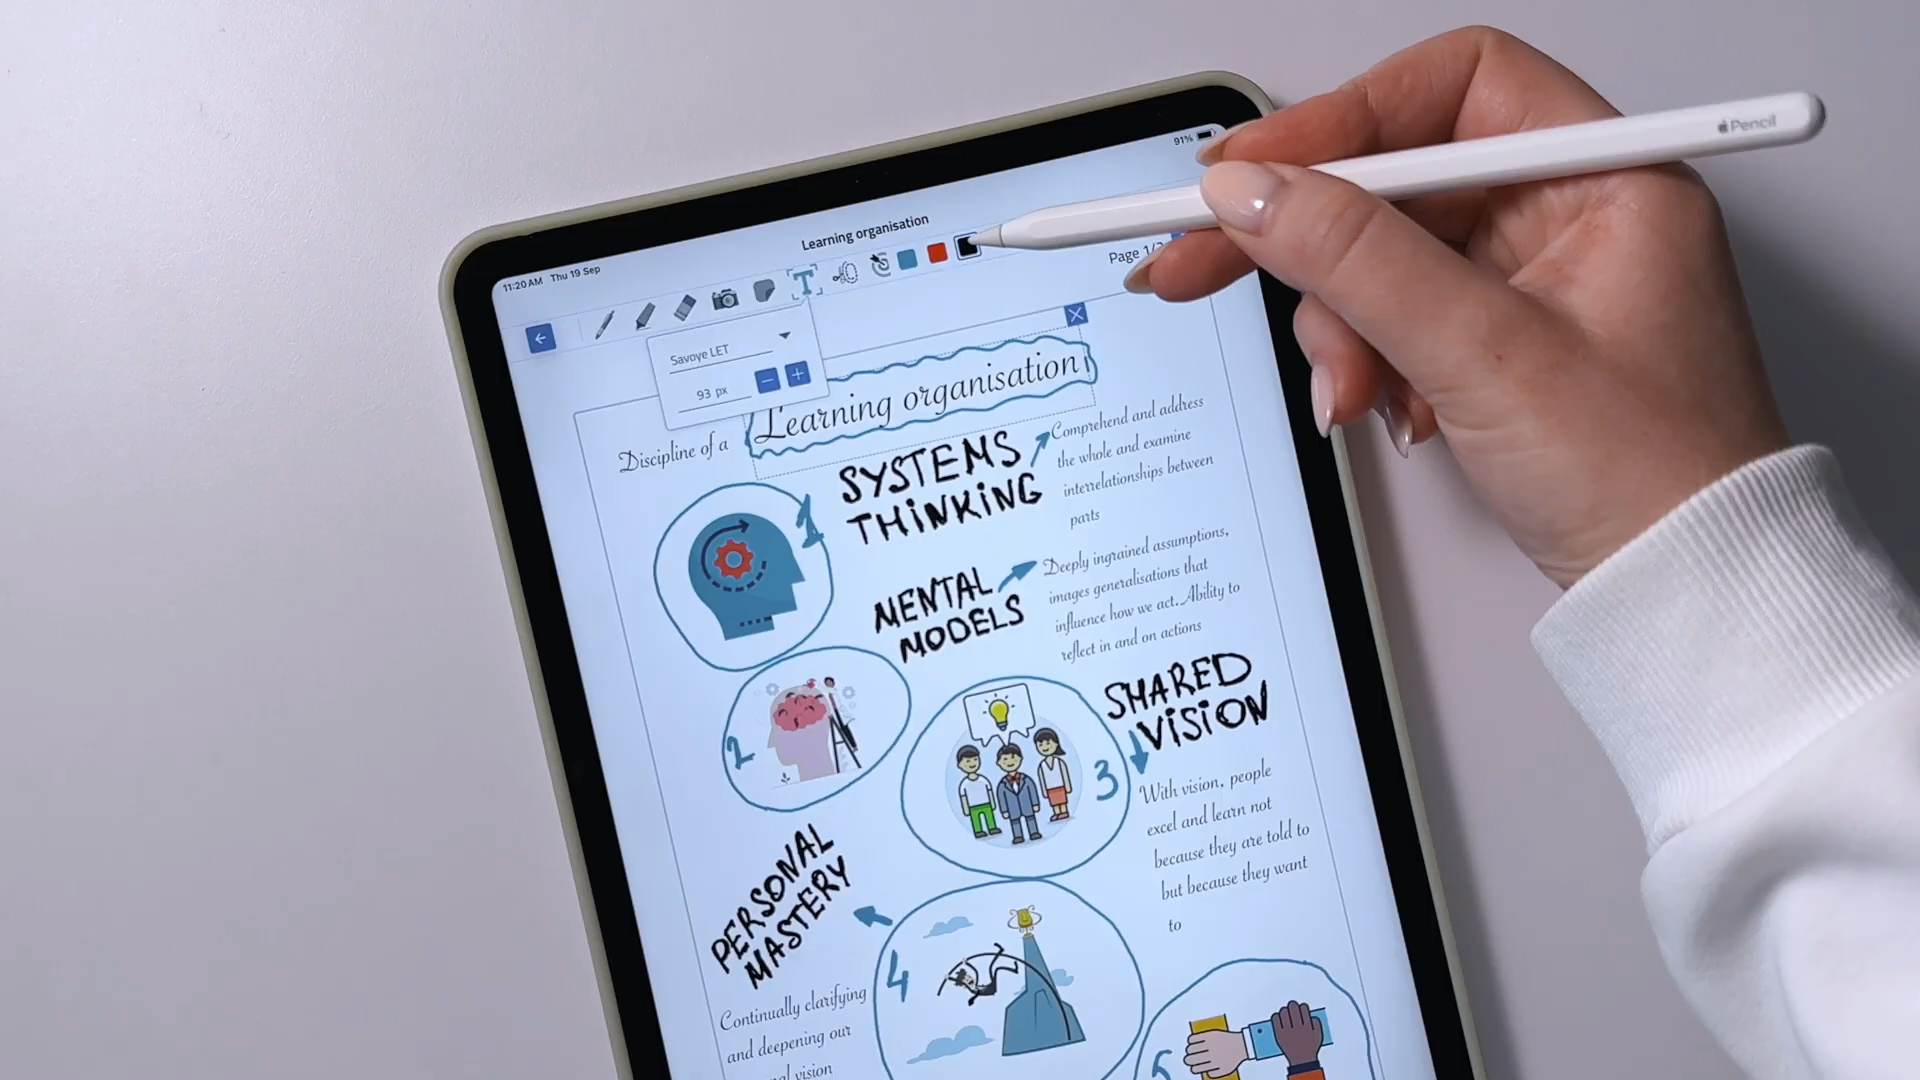 Pencil
91%
11:20 AM Thu 19 Sep
Learning organisation
Page 1/
T
Savoye LET
93 px
Discipline of a
Learning organisation
1
SYSTEMS
THINKING
Comprehend and address
the whole and examine
interrelationships between
parts
MENTAL
MODELS
Deeply ingrained assumptions,
images generalisations that
influence how we act. Ability to
reflect in and on actions
2
3
SHARED
VISION
With vision, people
excel and learn not
because they are told to
but because they want
to
PERSONAL
MASTERY
4
Continually clarifying
and deepening our
vision
5